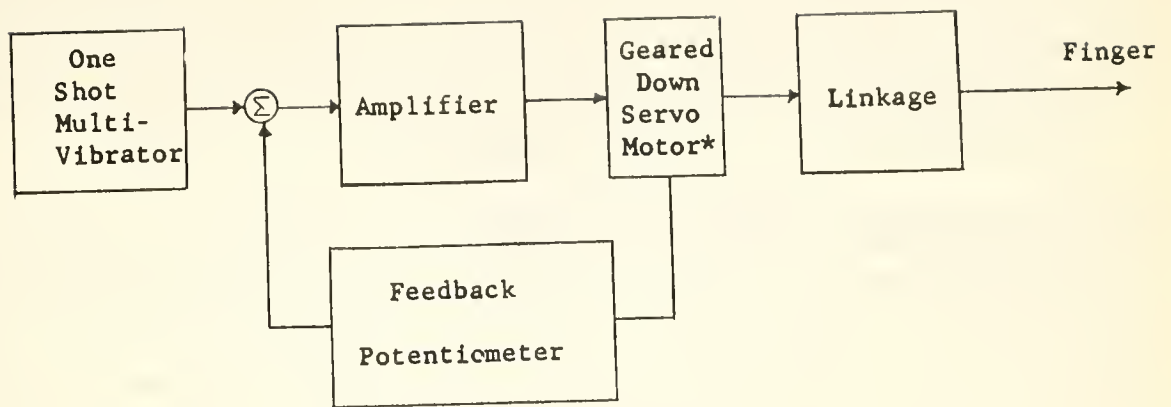 One
Shot
Multi-
Vibrator
Σ
Amplifier
Geared
Down
Servo
Motor*
Linkage
Finger
Feedback
Potentiometer